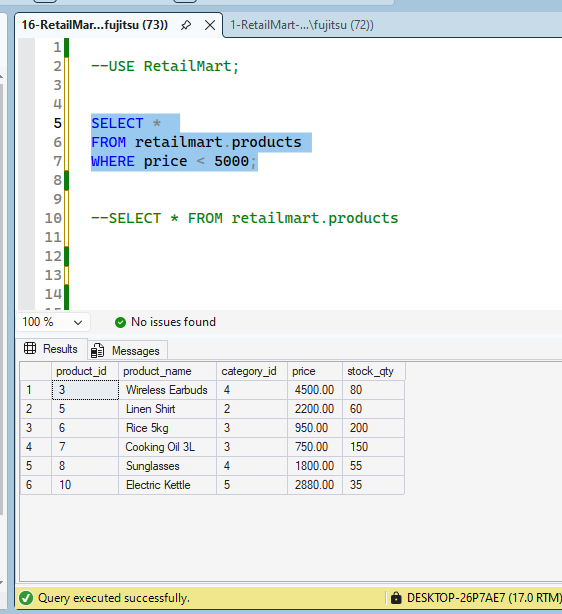 16-RetailMar...fujitsu (73))
1-RetailMart-...\fujitsu (72))
1
2 --USE RetailMart;
3
4
5 SELECT *
6 FROM retailmart.products
7 WHERE price < 5000;
8
9
10 --SELECT * FROM retailmart.products
11
12
13
14
100 %
No issues found
Results
Messages
product_id product_name category_id price stock_qty
1 3 Wireless Earbuds 4 4500.00 80
2 5 Linen Shirt 2 2200.00 60
3 6 Rice 5kg 3 950.00 200
4 7 Cooking Oil 3L 3 750.00 150
5 8 Sunglasses 4 1800.00 55
6 10 Electric Kettle 5 2880.00 35
Query executed successfully.
DESKTOP-26P7AE7 (17.0 RTM)